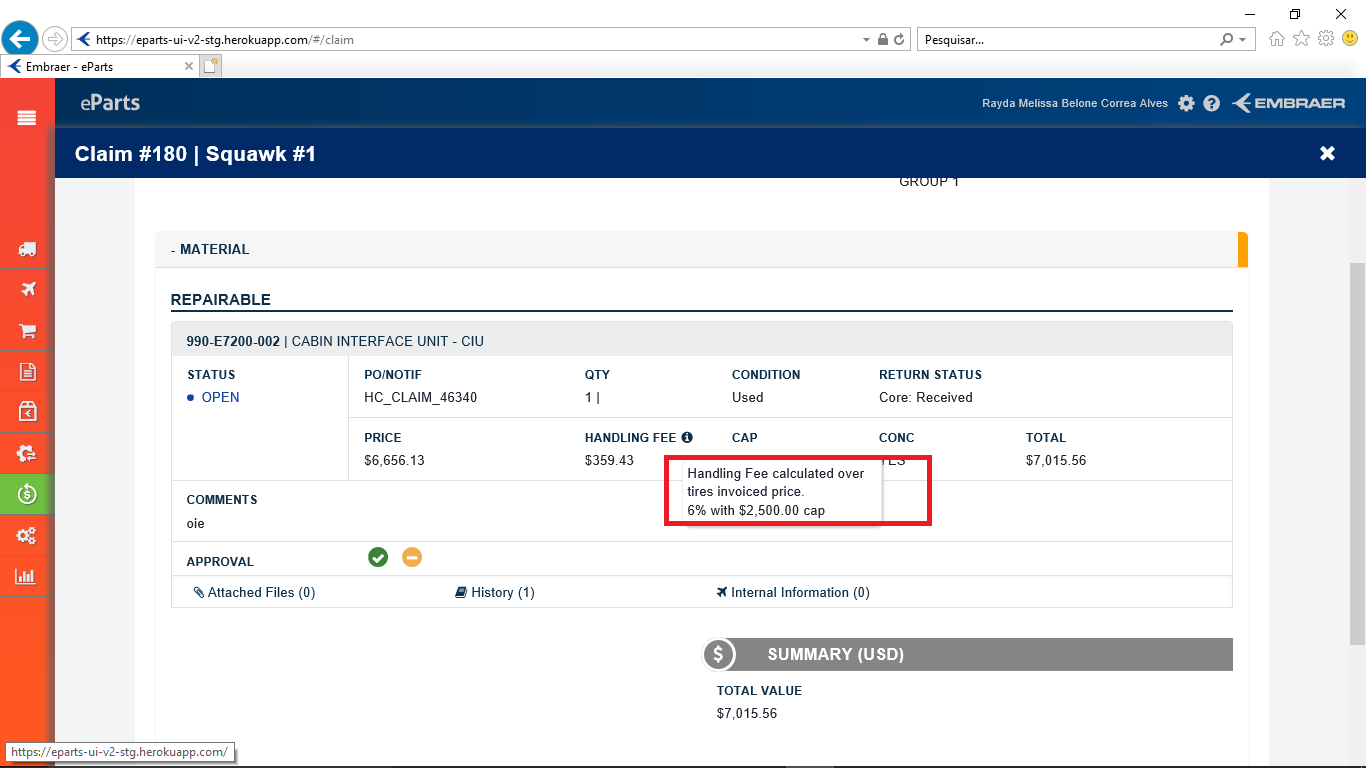 https://eparts-ui-v2-stg.herokuapp.com/#/claim
Pesquisar...
Embraer - eParts
eParts
Rayda Melissa Belone Correa Alves
EMBRAER
Claim #180 | Squawk #1
GROUP 1
- MATERIAL
REPAIRABLE
990-E7200-002 | CABIN INTERFACE UNIT - CIU
STATUS
OPEN
PO/NOTIF
QTY
CONDITION
RETURN STATUS
HC_CLAIM_46340
1 |
Used
Core: Received
PRICE
HANDLING FEE
CAP
CONC
TOTAL
$6,656.13
$359.43
YES
$7,015.56
Handling Fee calculated over
tires invoiced price.
6% with $2,500.00 cap
COMMENTS
oie
APPROVAL
Attached Files (0)
History (1)
Internal Information (0)
SUMMARY (USD)
TOTAL VALUE
$7,015.56
https://eparts-ui-v2-stg.herokuapp.com/